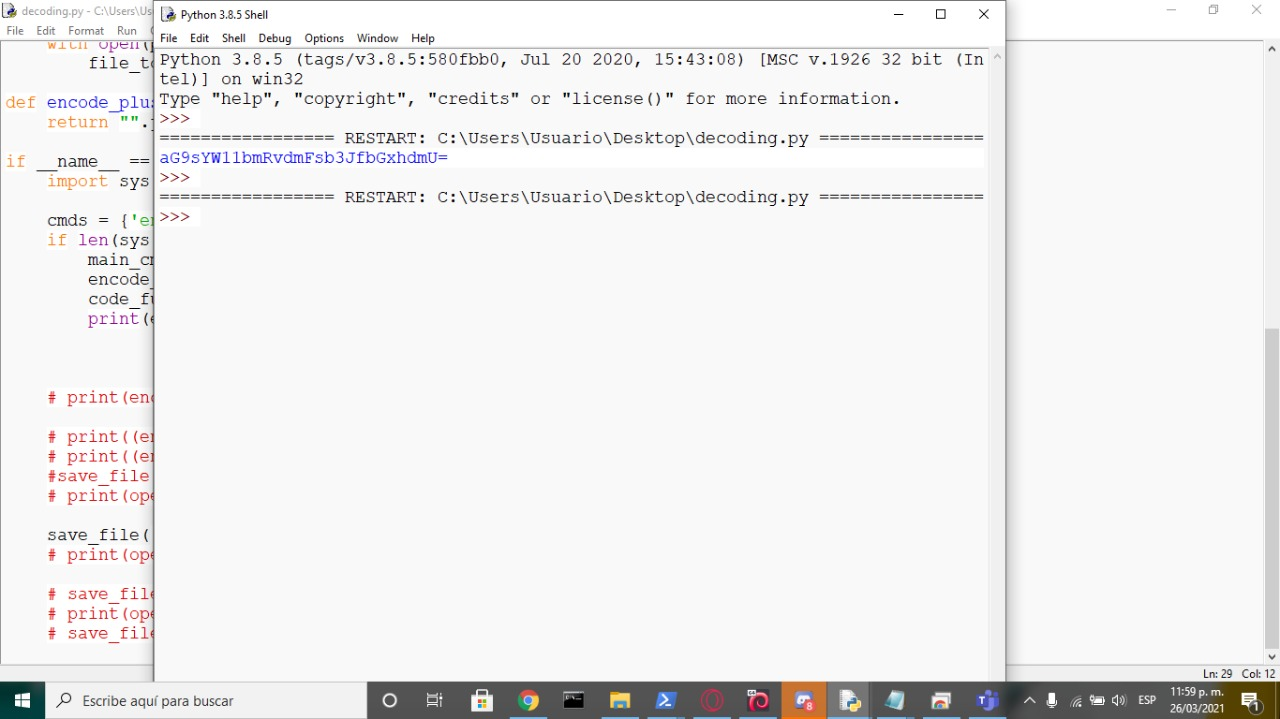 decoding.py - C:\Users\Us
File Edit Format Run
with open(
file_to
def encode_plus
return "".
if __name__ ==
import sys
cmds = {'en
if len(sys
main_cm
encode_
code_fu
print(e
# print(enc
# print((en
# print((en
#save_file
# print(ope
save_file(
# print(ope
# save_file
# print(ope
# save_file
Python 3.8.5 Shell
File Edit Shell Debug Options Window Help
Python 3.8.5 (tags/v3.8.5:580fbb0, Jul 20 2020, 15:43:08) [MSC v.1926 32 bit (In
tel)] on win32
Type "help", "copyright", "credits" or "license()" for more information.
>>>
================= RESTART: C:\Users\Usuario\Desktop\decoding.py ================
aG9sYW11bmRvdmFsb3JfbGxhdmU=
>>>
================= RESTART: C:\Users\Usuario\Desktop\decoding.py ================
>>>
Ln: 29 Col: 12
Escribe aquí para buscar
ESP
11:59 p. m.
26/03/2021